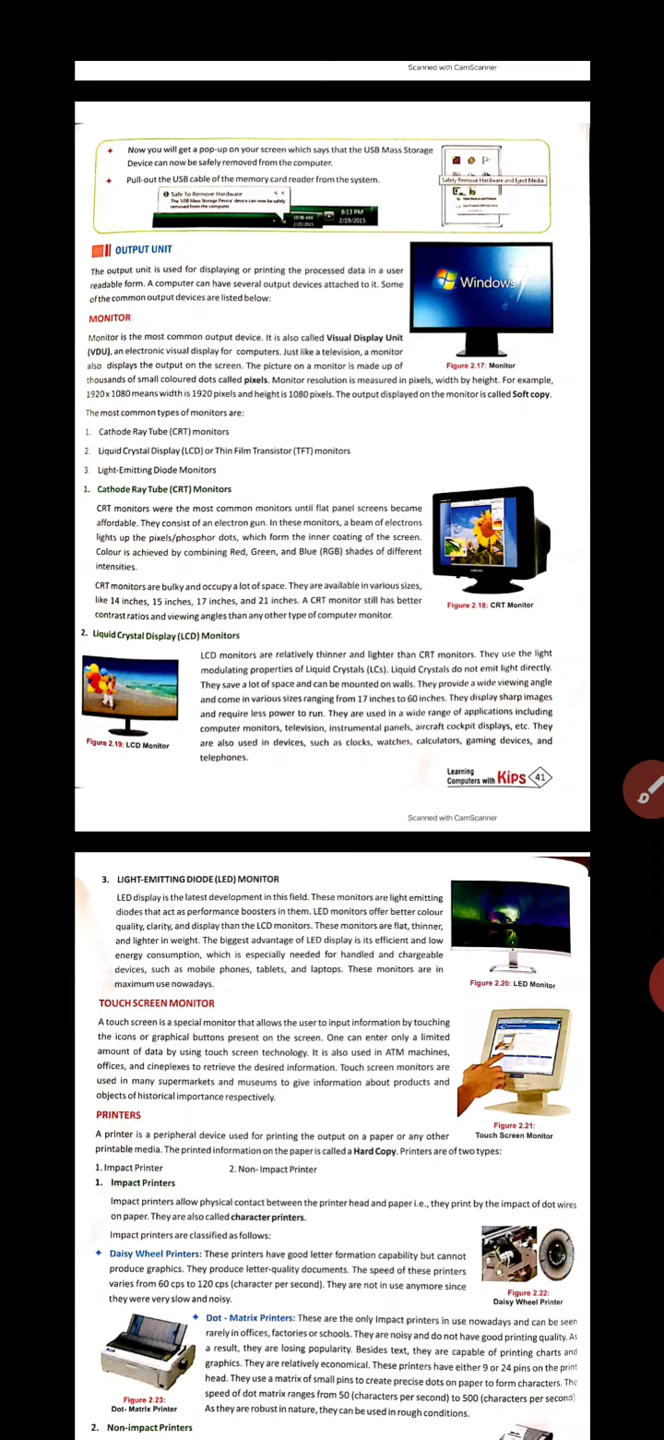 Scanned with CamScanner
Now you will get a pop-up on your screen which says that the USB Mass Storage
Device can now be safely removed from the computer.
Pull-out the USB cable of the memory card reader from the system.
Safely Remove Hardware and Eject Media
Safe To Remove Hardware
The 'USB Mass Storage Device' device can now be safely
removed from the computer.
6:13 PM
2/19/2015
OUTPUT UNIT
The output unit is used for displaying or printing the processed data in a user
readable form. A computer can have several output devices attached to it. Some
of the common output devices are listed below:
Windows 7
MONITOR
Monitor is the most common output device. It is also called Visual Display Unit
(VDU), an electronic visual display for computers. Just like a television, a monitor
also displays the output on the screen. The picture on a monitor is made up of
Figure 2.17: Monitor
thousands of small coloured dots called pixels. Monitor resolution is measured in pixels, width by height. For example,
1920 x 1080 means width is 1920 pixels and height is 1080 pixels. The output displayed on the monitor is called Soft copy.
The most common types of monitors are:
1. Cathode Ray Tube (CRT) monitors
2. Liquid Crystal Display (LCD) or Thin Film Transistor (TFT) monitors
3. Light-Emitting Diode Monitors
1. Cathode Ray Tube (CRT) Monitors
CRT monitors were the most common monitors until flat panel screens became
affordable. They consist of an electron gun. In these monitors, a beam of electrons
lights up the pixels/phosphor dots, which form the inner coating of the screen.
Colour is achieved by combining Red, Green, and Blue (RGB) shades of different
intensities.
CRT monitors are bulky and occupy a lot of space. They are available in various sizes,
like 14 inches, 15 inches, 17 inches, and 21 inches. A CRT monitor still has better
contrast ratios and viewing angles than any other type of computer monitor.
Figure 2.18: CRT Monitor
2. Liquid Crystal Display (LCD) Monitors
LCD monitors are relatively thinner and lighter than CRT monitors. They use the light
modulating properties of Liquid Crystals (LCs). Liquid Crystals do not emit light directly.
They save a lot of space and can be mounted on walls. They provide a wide viewing angle
and come in various sizes ranging from 17 inches to 60 inches. They display sharp images
and require less power to run. They are used in a wide range of applications including
computer monitors, television, instrumental panels, aircraft cockpit displays, etc. They
are also used in devices, such as clocks, watches, calculators, gaming devices, and
telephones.
Figure 2.19: LCD Monitor
Learning
Computers with Kips 41
Scanned with CamScanner
3. LIGHT-EMITTING DIODE (LED) MONITOR
LED display is the latest development in this field. These monitors are light emitting
diodes that act as performance boosters in them. LED monitors offer better colour
quality, clarity, and display than the LCD monitors. These monitors are flat, thinner,
and lighter in weight. The biggest advantage of LED display is its efficient and low
energy consumption, which is especially needed for handled and chargeable
devices, such as mobile phones, tablets, and laptops. These monitors are in
maximum use nowadays.
Figure 2.20: LED Monitor
TOUCH SCREEN MONITOR
A touch screen is a special monitor that allows the user to input information by touching
the icons or graphical buttons present on the screen. One can enter only a limited
amount of data by using touch screen technology. It is also used in ATM machines,
offices, and cineplexes to retrieve the desired information. Touch screen monitors are
used in many supermarkets and museums to give information about products and
objects of historical importance respectively.
Figure 2.21:
Touch Screen Monitor
PRINTERS
A printer is a peripheral device used for printing the output on a paper or any other
printable media. The printed information on the paper is called a Hard Copy. Printers are of two types:
1. Impact Printer 2. Non- Impact Printer
1. Impact Printers
Impact printers allow physical contact between the printer head and paper i.e., they print by the impact of dot wires
on paper. They are also called character printers.
Impact printers are classified as follows:
Daisy Wheel Printers: These printers have good letter formation capability but cannot
produce graphics. They produce letter-quality documents. The speed of these printers
varies from 60 cps to 120 cps (character per second). They are not in use anymore since
they were very slow and noisy.
Figure 2.22:
Daisy Wheel Printer
Dot - Matrix Printers: These are the only Impact printers in use nowadays and can be seen
rarely in offices, factories or schools. They are noisy and do not have good printing quality. As
a result, they are losing popularity. Besides text, they are capable of printing charts and
graphics. They are relatively economical. These printers have either 9 or 24 pins on the print
head. They use a matrix of small pins to create precise dots on paper to form characters. The
speed of dot matrix ranges from 50 (characters per second) to 500 (characters per second)
As they are robust in nature, they can be used in rough conditions.
Figure 2.23:
Dot- Matrix Printer
2. Non-impact Printers